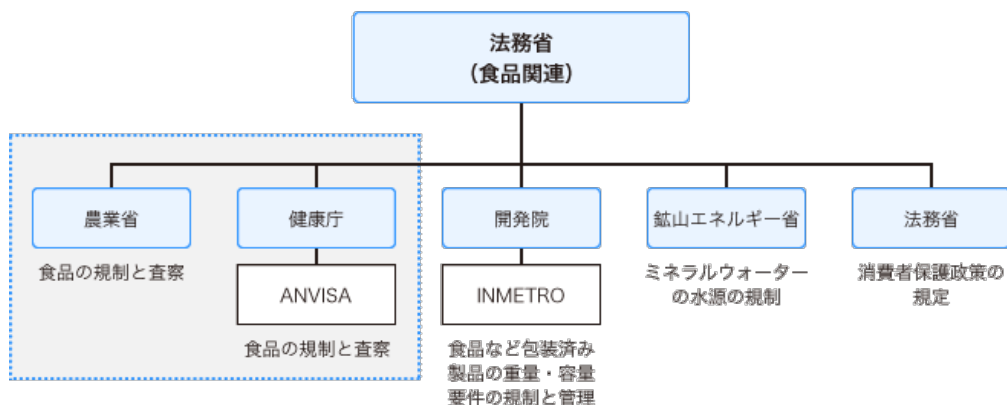 法務省
（食品関連）
農業省
健康庁
開発院
鉱山エネルギー省
法務省
食品の規制と査察
ANVISA
食品の規制と査察
INMETRO
食品など包装済み
製品の重量・容量
要件の規制と管理
ミネラルウォーター
の水源の規制
消費者保護政策の
規定